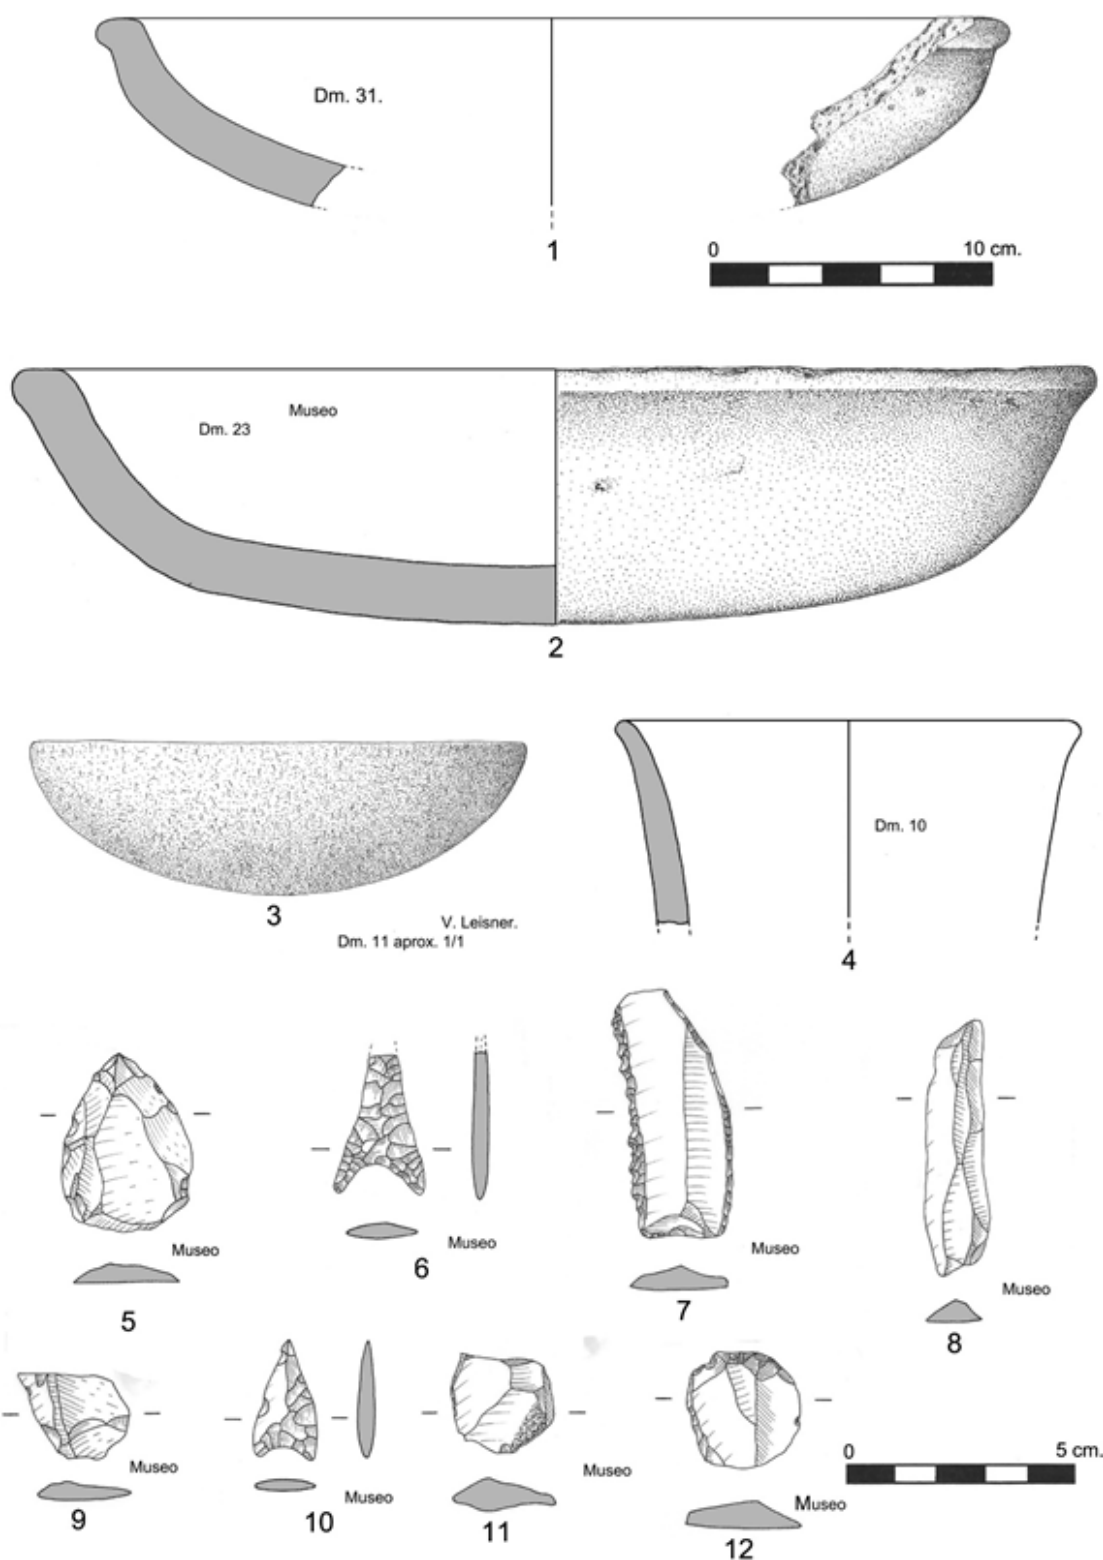 Dm. 31.
1
0 10 cm.
Museo
Dm. 23
2
3
V. Leisner.
Dm. 11 aprox. 1/1
Dm. 10
4
Museo
5
Museo
6
Museo
7
Museo
8
Museo
9
Museo
10
Museo
11
Museo
12
0 5 cm.